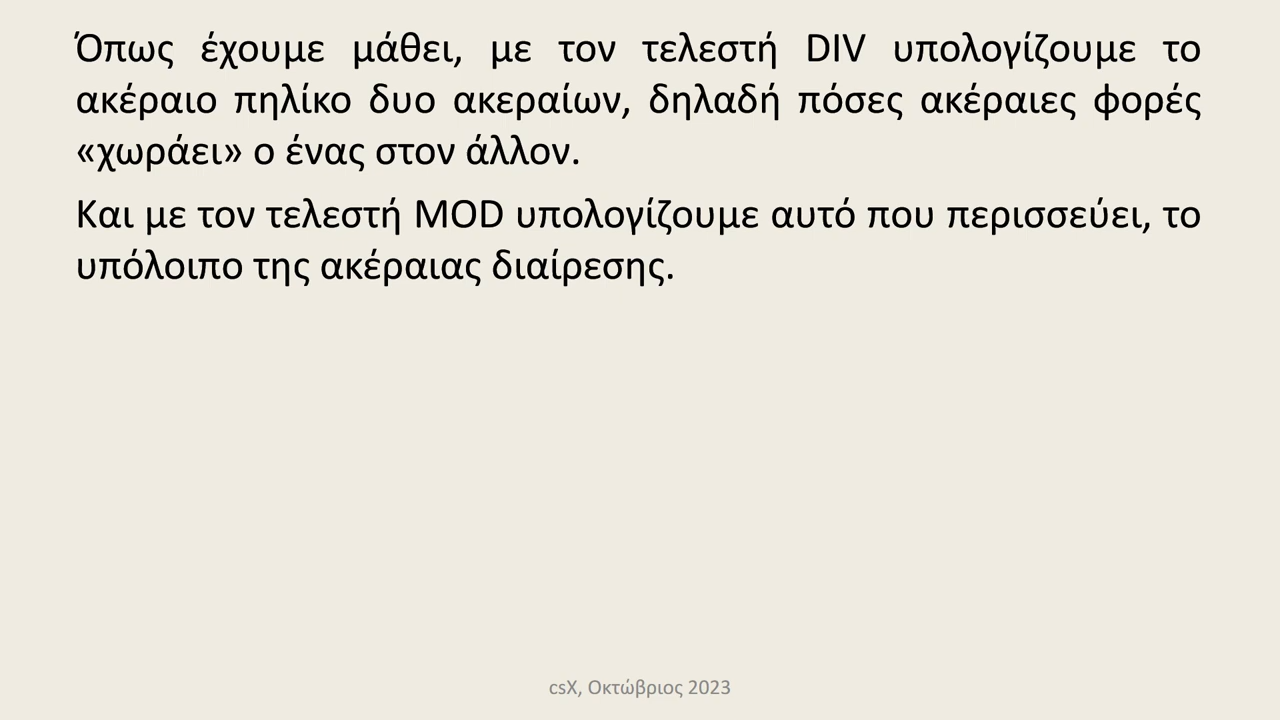 Όπως έχουμε μάθει, με τον τελεστή DIV υπολογίζουμε το
ακέραιο πηλίκο δυο ακεραίων, δηλαδή πόσες ακέραιες φορές
«χωράει» ο ένας στον άλλον.
Και με τον τελεστή MOD υπολογίζουμε αυτό που περισσεύει, το
υπόλοιπο της ακέραιας διαίρεσης.
csX, Οκτώβριος 2023